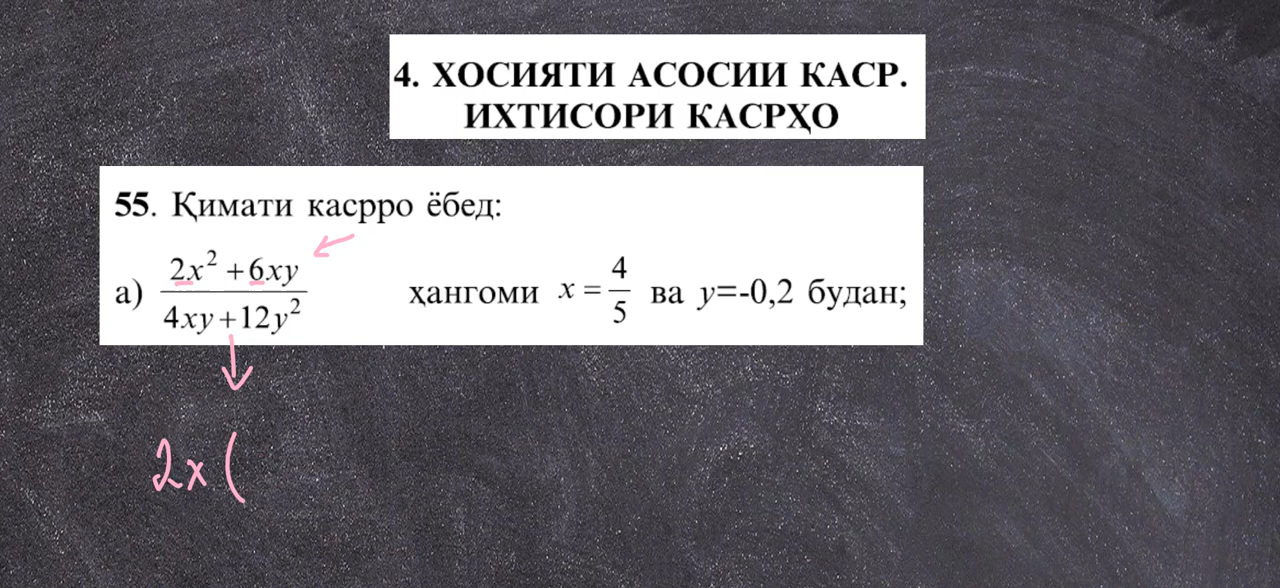 4. ХОСИЯТИ АСОСИИ КАСР.
ИХТИСОРИ КАСРҲО
55. Қимати касрро ёбед:
а) (2x² + 6xy)/(4xy + 12y²) ҳангоми x = 4/5 ва y=-0,2 будан;
2x (